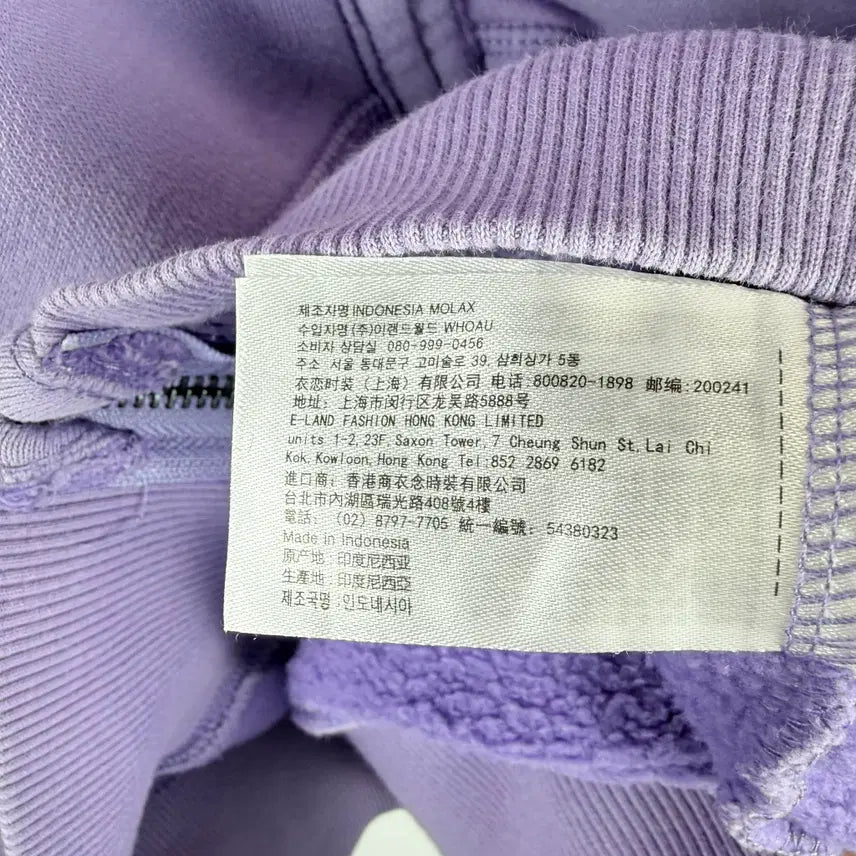 제조자명 INDONESIA MOLAX
수입자명 (주)이랜드월드 WHOAU
소비자 상담실 080-999-0456
주소 서울 동대문구 고미술로 39, 삼희상가 5동
衣恋时装（上海）有限公司 电话:800820-1898 邮编:200241
地址: 上海市闵行区龙吴路5888号
E-LAND FASHION HONG KONG LIMITED
units 1-2,23F, Saxon Tower,7 Cheung Shun St,Lai Chi
Kok,Kowloon,Hong Kong Tel:852 2869 6182
進口商: 香港商衣念時裝有限公司
台北市內湖區瑞光路408號4樓
電話: (02) 8797-7705 統一編號: 54380323
Made in Indonesia
原产地: 印度尼西亚
生產地: 印度尼西亞
제조국명 :인도네시아